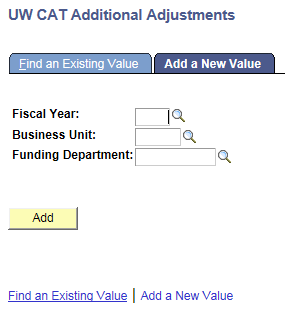 UW CAT Additional Adjustments
Find an Existing Value Add a New Value
Fiscal Year:
Business Unit:
Funding Department:
Add
Find an Existing Value | Add a New Value